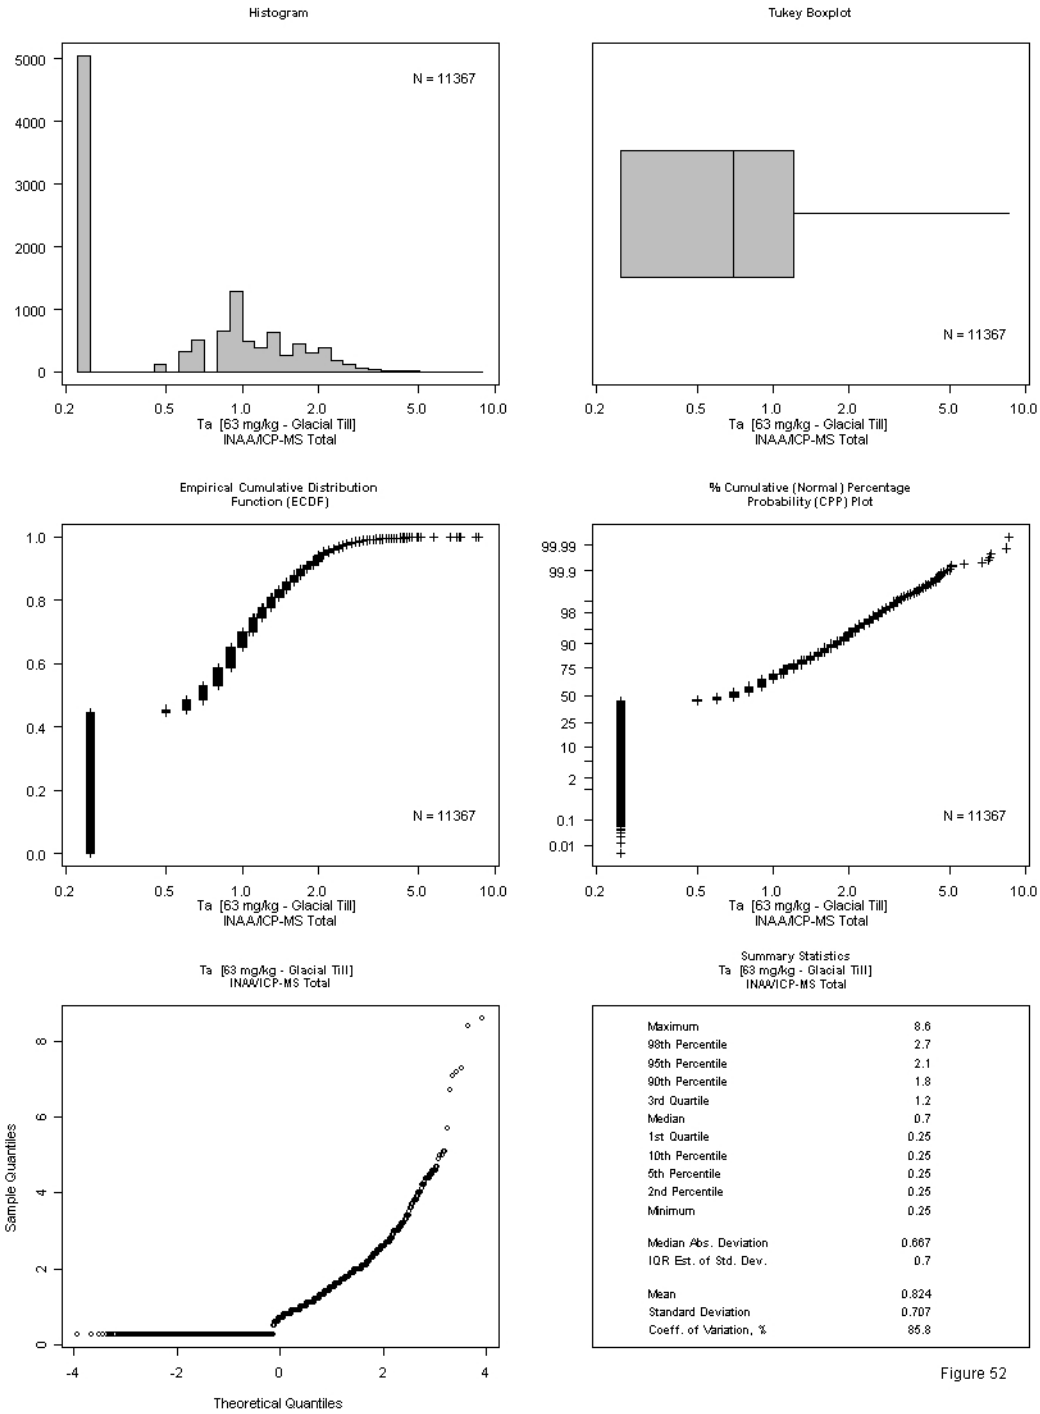 Histogram
5000
4000
3000
2000
1000
0
N = 11367
0.2 0.5 1.0 2.0 5.0 10.0
Ta [63 mg/kg - Glacial Till]
INAA/ICP-MS Total
Tukey Boxplot
N = 11367
0.2 0.5 1.0 2.0 5.0 10.0
Ta [63 mg/kg - Glacial Till]
INAA/ICP-MS Total
Empirical Cumulative Distribution
Function (ECDF)
1.0
0.8
0.6
0.4
0.2
0.0
N = 11367
0.2 0.5 1.0 2.0 5.0 10.0
Ta [63 mg/kg - Glacial Till]
INAA/ICP-MS Total
% Cumulative (Normal) Percentage
Probability (CPP) Plot
99.99
99.9
98
90
75
50
25
10
2
0.1
0.01
N = 11367
0.2 0.5 1.0 2.0 5.0 10.0
Ta [63 mg/kg - Glacial Till]
INAA/ICP-MS Total
Ta [63 mg/kg - Glacial Till]
INAA/ICP-MS Total
Sample Quantiles
8
6
4
2
0
-4 -2 0 2 4
Theoretical Quantiles
Summary Statistics
Ta [63 mg/kg - Glacial Till]
INAA/ICP-MS Total
Maximum 8.6
98th Percentile 2.7
95th Percentile 2.1
90th Percentile 1.8
3rd Quartile 1.2
Median 0.7
1st Quartile 0.25
10th Percentile 0.25
5th Percentile 0.25
2nd Percentile 0.25
Minimum 0.25
Median Abs. Deviation 0.667
IQR Est. of Std. Dev. 0.7
Mean 0.824
Standard Deviation 0.707
Coeff. of Variation, % 85.8
Figure 52